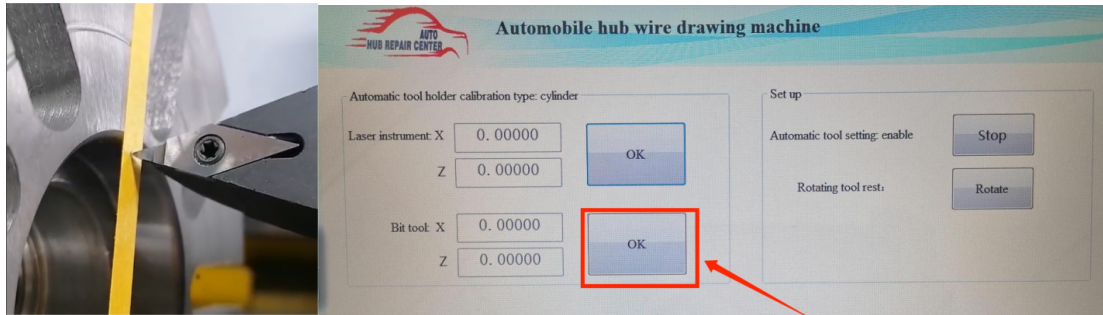 AUTO
HUB REPAIR CENTER
Automobile hub wire drawing machine
Automatic tool holder calibration type: cylinder
Laser instrument: X 0.00000 OK
Z 0.00000
Bit tool: X 0.00000 OK
Z 0.00000
Set up
Automatic tool setting: enable Stop
Rotating tool rest: Rotate